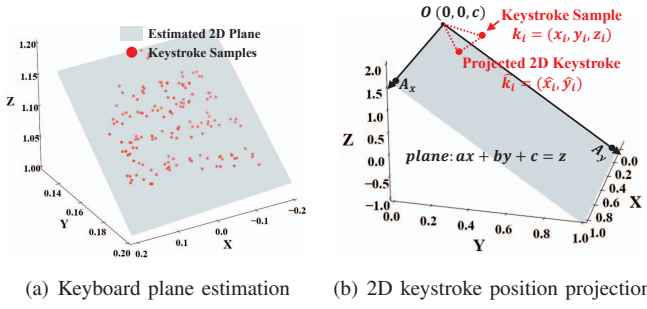 Estimated 2D Plane
Keystroke Samples
1.20
1.15
1.10
1.05
1.00
Z
0.14
0.16
0.18
0.20
Y
0.2
0.1
0.0
−0.1
−0.2
X
(a) Keyboard plane estimation
O (0, 0, c)
Keystroke Sample
k_i = (x_i, y_i, z_i)
Projected 2D Keystroke
k̂_i = (x̂_i, ŷ_i)
A_x
A_y
plane: ax + by + c = z
2.0
1.5
1.0
0.5
0.0
−0.5
−1.0
Z
0.0
0.2
0.4
0.6
0.8
1.0
Y
0.0
0.2
0.4
0.6
0.8
1.0
X
(b) 2D keystroke position projection